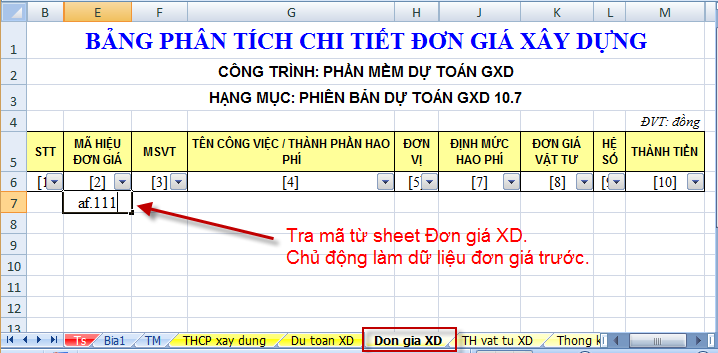 B E F G H J K L M
1 BẢNG PHÂN TÍCH CHI TIẾT ĐƠN GIÁ XÂY DỰNG
2 CÔNG TRÌNH: PHẦN MỀM DỰ TOÁN GXD
3 HẠNG MỤC: PHIÊN BẢN DỰ TOÁN GXD 10.7
4 ĐVT: đồng
5 STT MÃ HIỆU ĐƠN GIÁ MSVT TÊN CÔNG VIỆC / THÀNH PHẦN HAO PHÍ ĐƠN VỊ ĐỊNH MỨC HAO PHÍ ĐƠN GIÁ VẬT TƯ HỆ SỐ THÀNH TIỀN
6 [1 [2] [3] [4] [5 [7] [8] [9 [10]
7 af.111
8 Tra mã từ sheet Đơn giá XD.
9 Chủ động làm dữ liệu đơn giá trước.
10
11
12
13
Ts Bia1 TM THCP xay dung Du toan XD Don gia XD TH vat tu XD Thong k